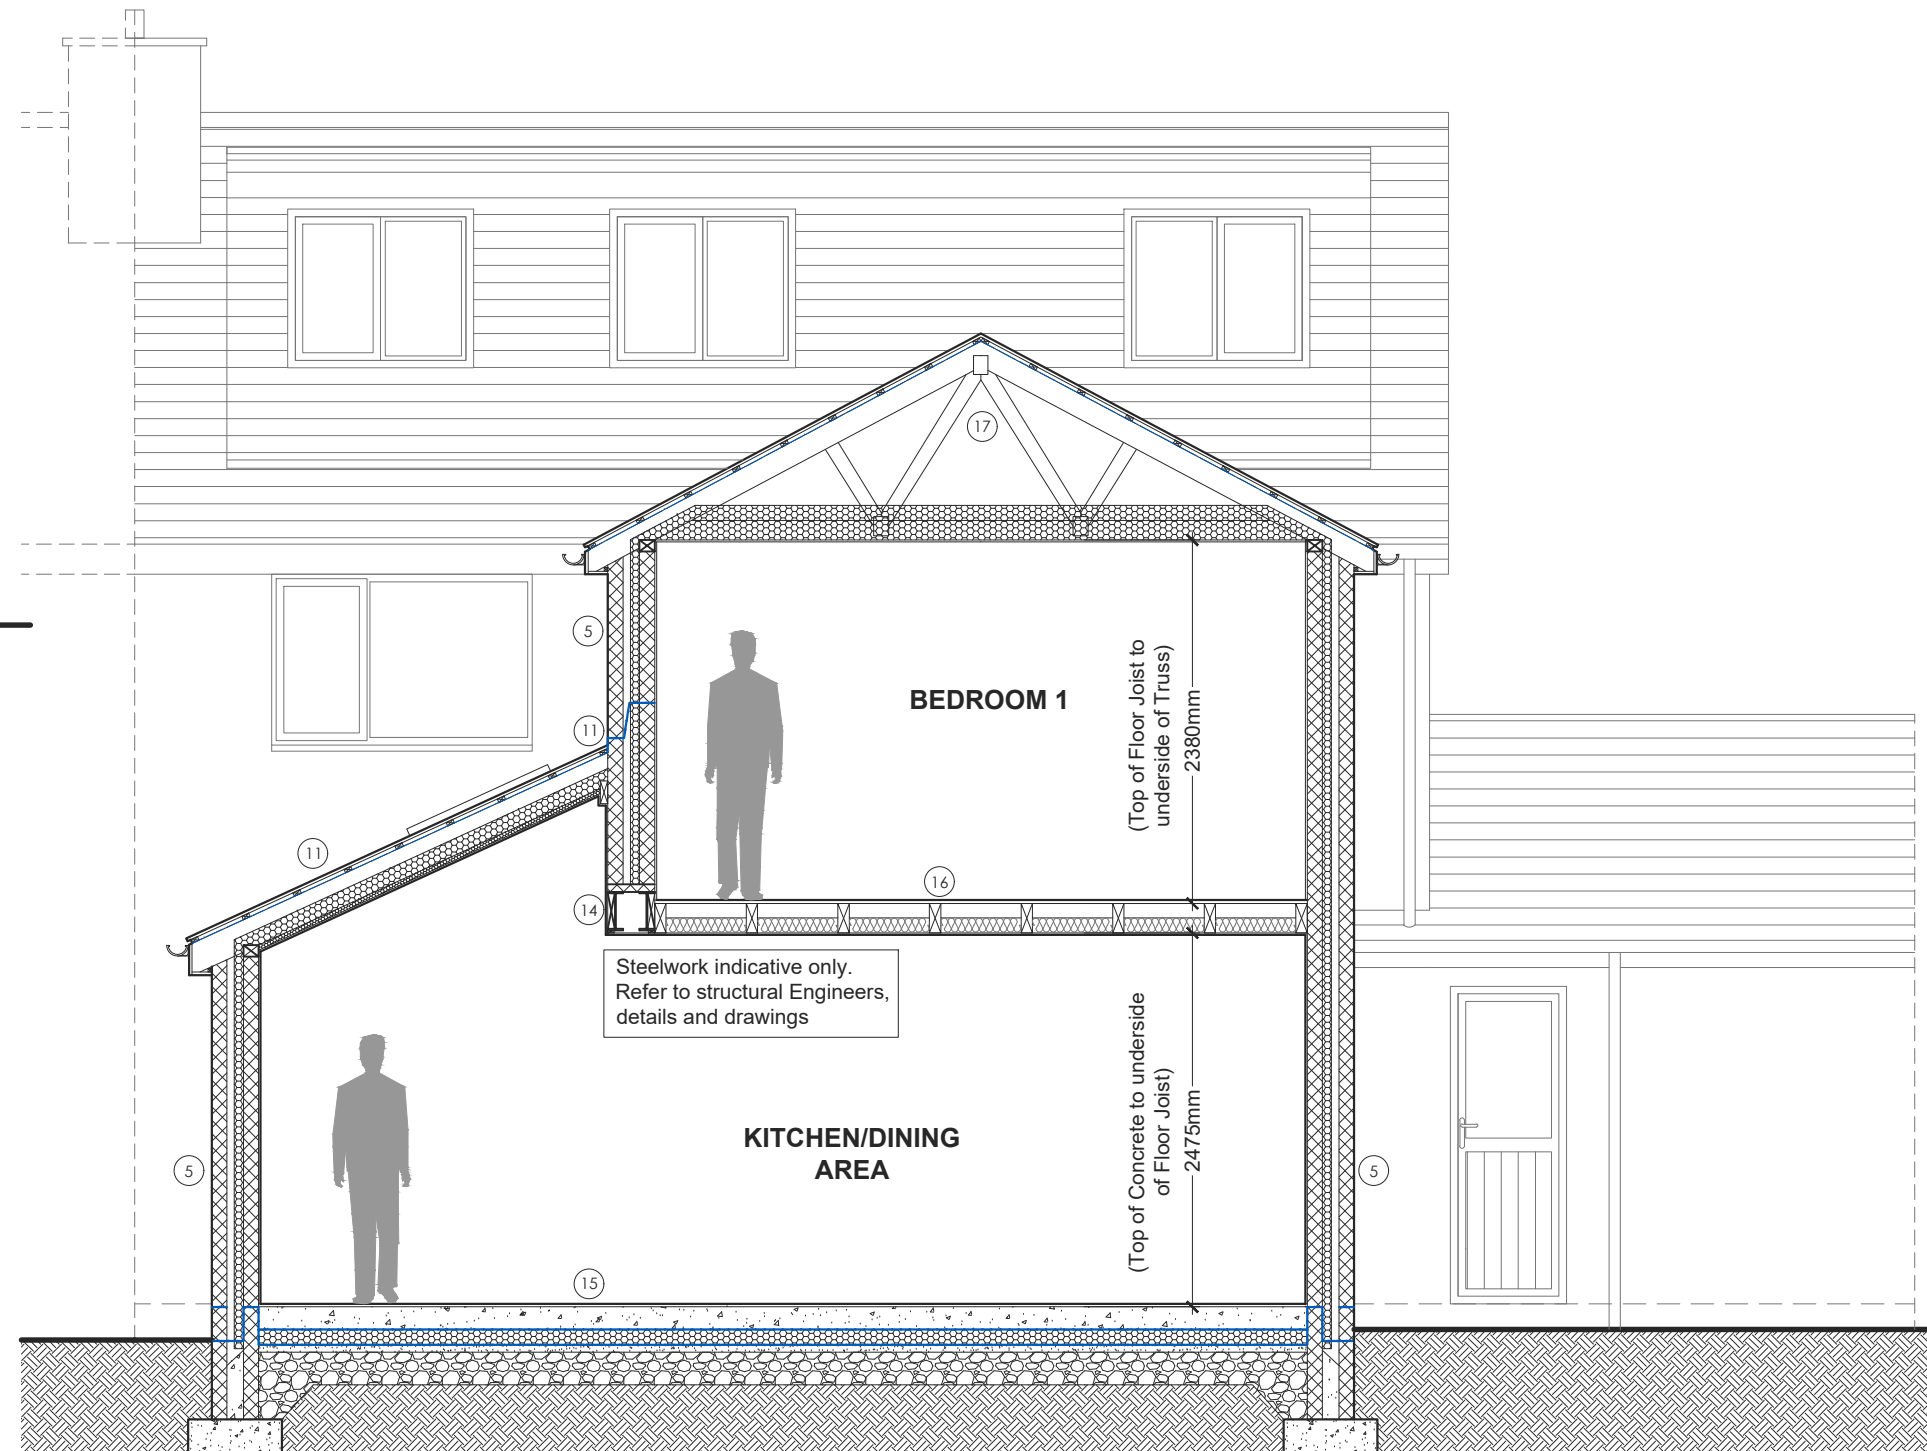 17
5
BEDROOM 1
(Top of Floor Joist to
underside of Truss)
2380mm
11
11
16
14
Steelwork indicative only.
Refer to structural Engineers,
details and drawings
(Top of Concrete to underside
of Floor Joist)
2475mm
KITCHEN/DINING
AREA
5
5
15